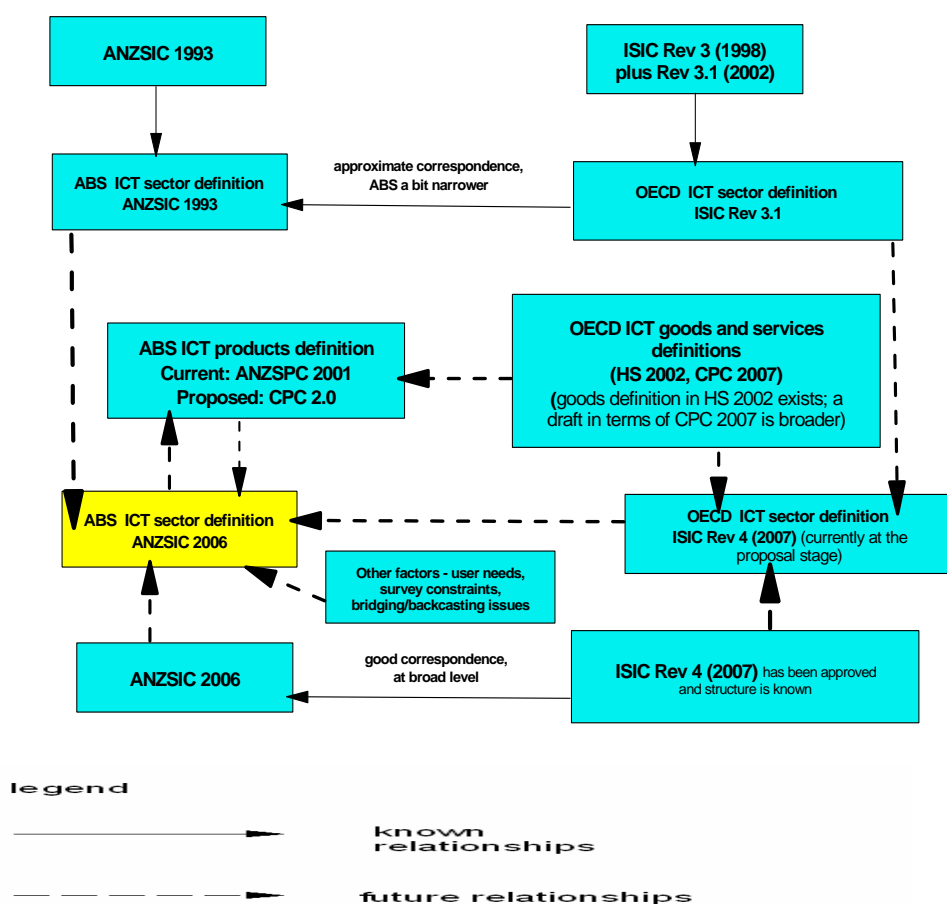 ANZSIC 1993
ISIC Rev 3 (1998)
plus Rev 3.1 (2002)
ABS ICT sector definition
ANZSIC 1993
approximate correspondence,
ABS a bit narrower
OECD ICT sector definition
ISIC Rev 3.1
ABS ICT products definition
Current: ANZSPC 2001
Proposed: CPC 2.0
OECD ICT goods and services
definitions
(HS 2002, CPC 2007)
(goods definition in HS 2002 exists; a
draft in terms of CPC 2007 is broader)
ABS ICT sector definition
ANZSIC 2006
OECD ICT sector definition
ISIC Rev 4 (2007) (currently at the
proposal stage)
Other factors - user needs,
survey constraints,
bridging/backcasting issues
ANZSIC 2006
good correspondence,
at broad level
ISIC Rev 4 (2007) has been approved
and structure is known
legend
known
relationships
future relationships